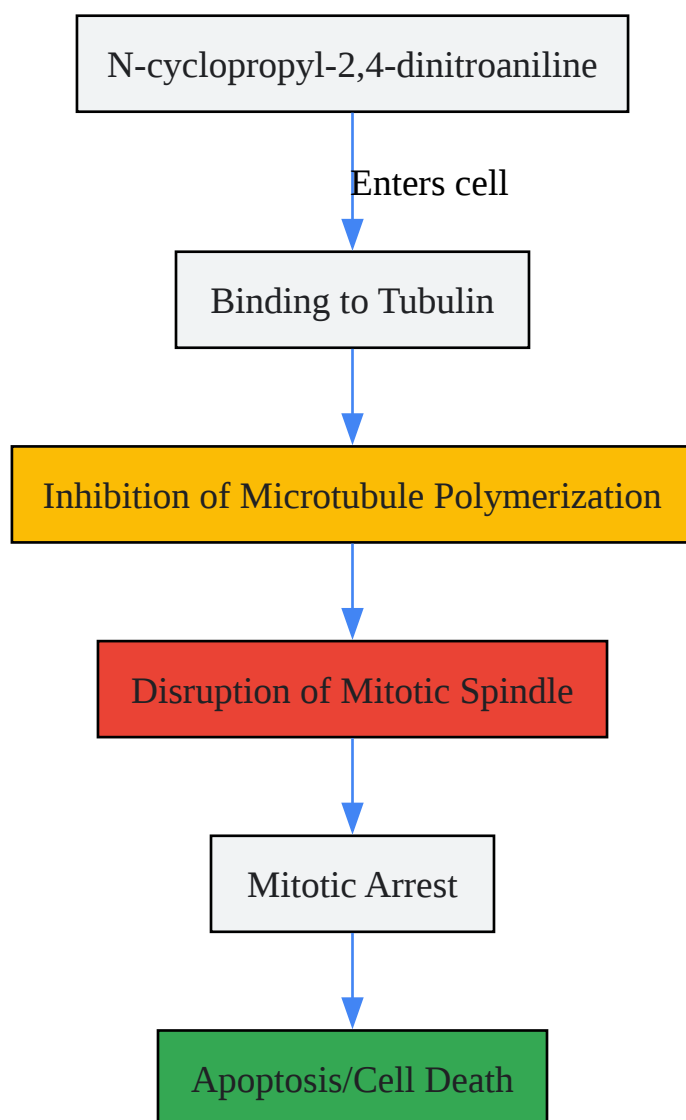 N-cyclopropyl-2,4-dinitroaniline
Enters cell
Binding to Tubulin
Inhibition of Microtubule Polymerization
Disruption of Mitotic Spindle
Mitotic Arrest
Apoptosis/Cell Death